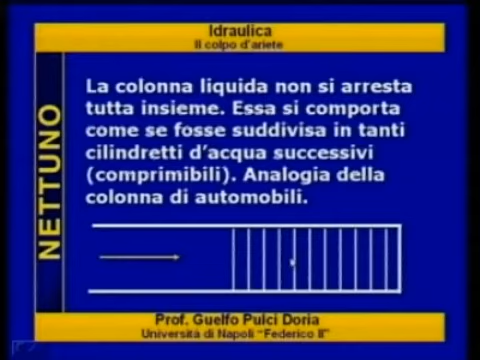 Idraulica
Il colpo d'ariete
NETTUNO
La colonna liquida non si arresta
tutta insieme. Essa si comporta
come se fosse suddivisa in tanti
cilindretti d'acqua successivi
(comprimibili). Analogia della
colonna di automobili.
Prof. Guelfo Pulci Doria
Università di Napoli "Federico II"